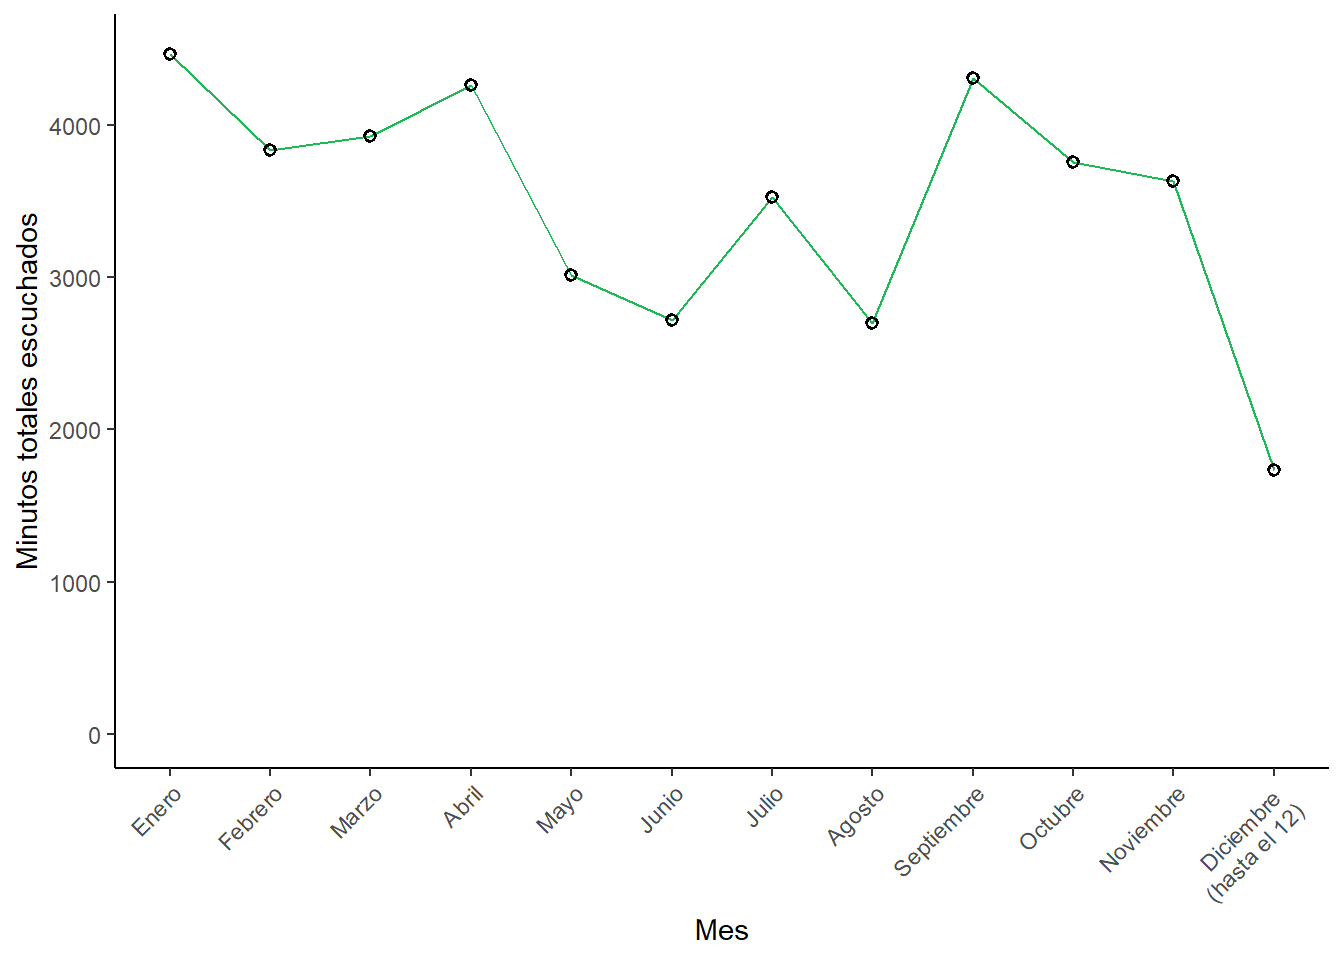 Minutos totales escuchados
4000
3000
2000
1000
0
Enero
Febrero
Marzo
Abril
Mayo
Junio
Julio
Agosto
Septiembre
Octubre
Noviembre
Diciembre
(hasta el 12)
Mes